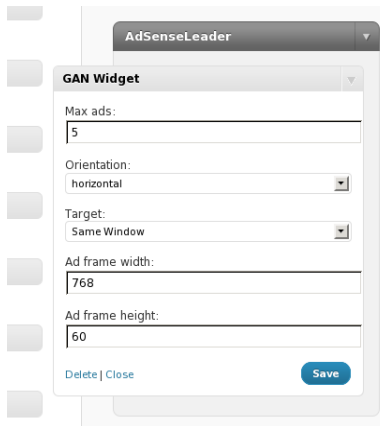 AdSenseLeader
GAN Widget
Max ads:
5
Orientation:
horizontal
Target:
Same Window
Ad frame width:
768
Ad frame height:
60
Delete | Close
Save